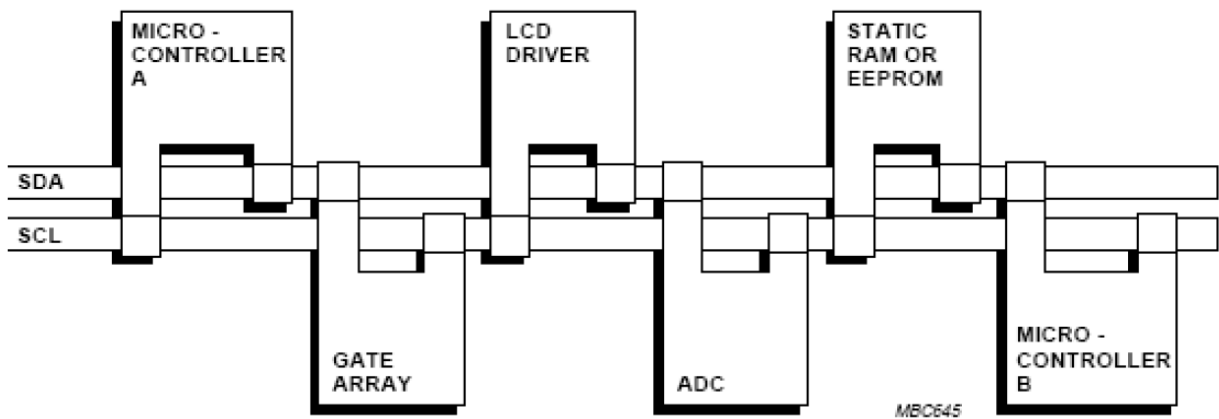 MICRO -
CONTROLLER
A
LCD
DRIVER
STATIC
RAM OR
EEPROM
SDA
SCL
GATE
ARRAY
ADC
MICRO -
CONTROLLER
B
MBC645